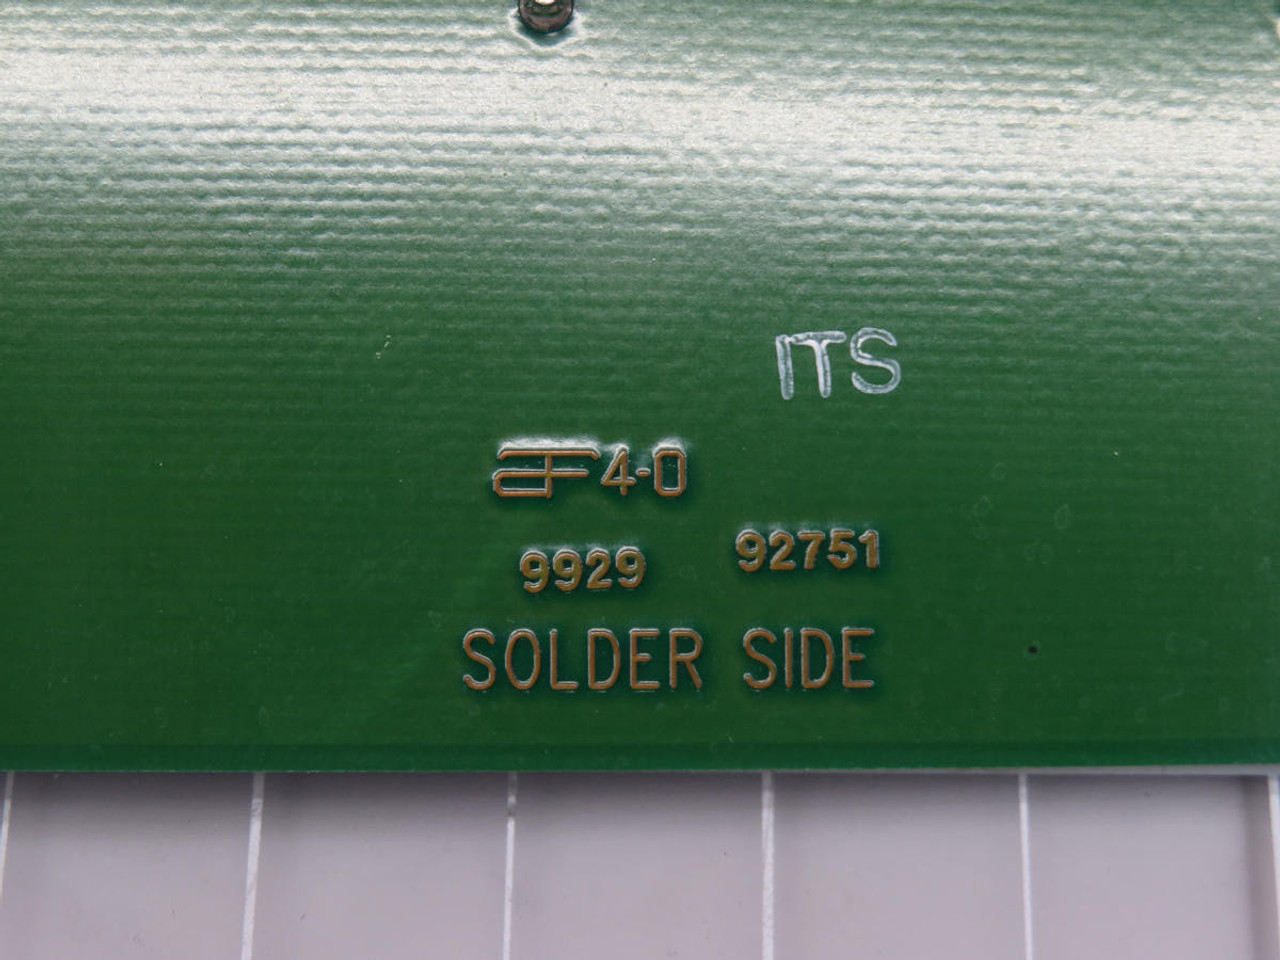 ITS
4-0
9929 92751
SOLDER SIDE